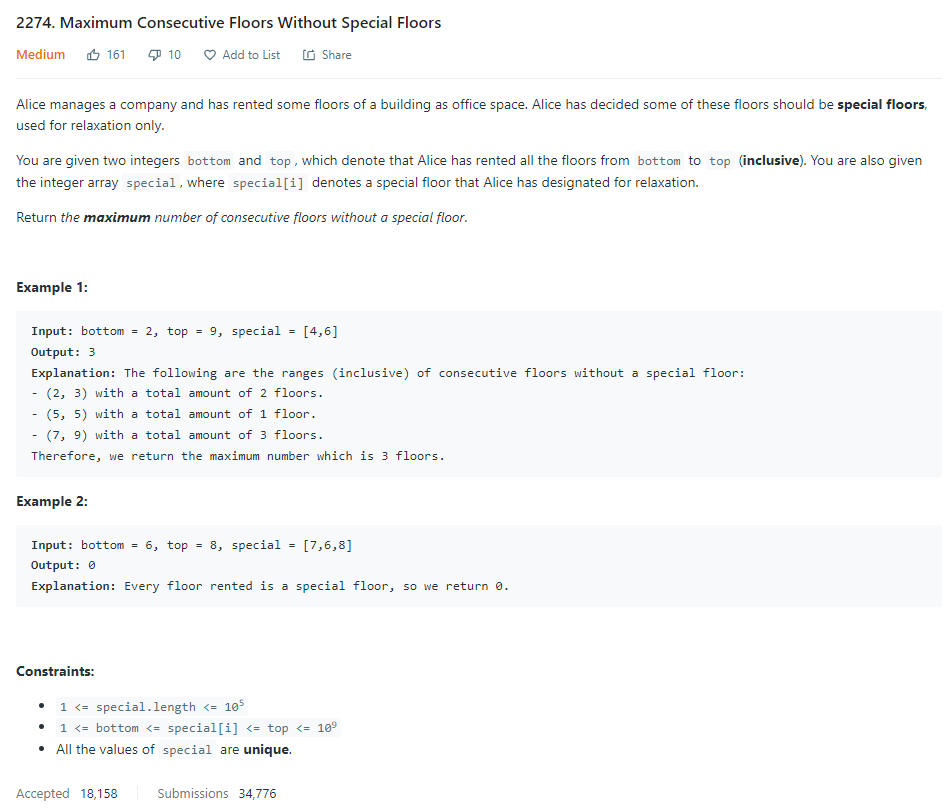 2274. Maximum Consecutive Floors Without Special Floors
Medium 161 10 Add to List Share
Alice manages a company and has rented some floors of a building as office space. Alice has decided some of these floors should be special floors,
used for relaxation only.
You are given two integers bottom and top, which denote that Alice has rented all the floors from bottom to top (inclusive). You are also given
the integer array special, where special[i] denotes a special floor that Alice has designated for relaxation.
Return the maximum number of consecutive floors without a special floor.
Example 1:
Input: bottom = 2, top = 9, special = [4,6]
Output: 3
Explanation: The following are the ranges (inclusive) of consecutive floors without a special floor:
- (2, 3) with a total amount of 2 floors.
- (5, 5) with a total amount of 1 floor.
- (7, 9) with a total amount of 3 floors.
Therefore, we return the maximum number which is 3 floors.
Example 2:
Input: bottom = 6, top = 8, special = [7,6,8]
Output: 0
Explanation: Every floor rented is a special floor, so we return 0.
Constraints:
• 1 <= special.length <= 10⁵
• 1 <= bottom <= special[i] <= top <= 10⁹
• All the values of special are unique.
Accepted 18,158 Submissions 34,776